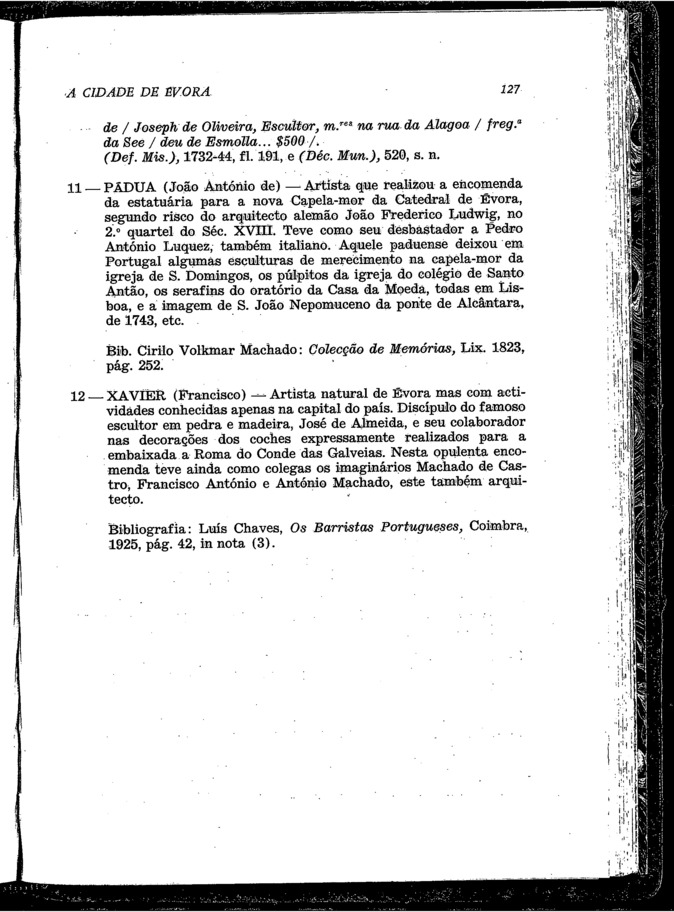 A CIDADE DE ÉVORA 127
de / Joseph de Oliveira, Escultor, m.res na rua da Alagoa / freg.a
da See / deu de Esmolla... $500 /.
(Def. Mis.), 1732-44, fl. 191, e (Déc. Mun.), 520, s. n.
11 — PÁDUA (João António de) — Artista que realizou a encomenda
da estatuária para a nova Capela-mor da Catedral de Évora,
segundo risco do arquitecto alemão João Frederico Ludwig, no
2.º quartel do Séc. XVIII. Teve como seu desbastador a Pedro
António Luquez, também italiano. Aquele paduense deixou em
Portugal algumas esculturas de merecimento na capela-mor da
igreja de S. Domingos, os púlpitos da igreja do colégio de Santo
Antão, os serafins do oratório da Casa da Moeda, todas em Lis-
boa, e a imagem de S. João Nepomuceno da ponte de Alcântara,
de 1743, etc.
Bib. Cirilo Volkmar Machado: Colecção de Memórias, Lix. 1823,
pág. 252.
12 — XAVIER (Francisco) — Artista natural de Évora mas com acti-
vidades conhecidas apenas na capital do país. Discípulo do famoso
escultor em pedra e madeira, José de Almeida, e seu colaborador
nas decorações dos coches expressamente realizados para a
embaixada a Roma do Conde das Galveias. Nesta opulenta enco-
menda teve ainda como colegas os imaginários Machado de Cas-
tro, Francisco António e António Machado, este também arqui-
tecto.
Bibliografia: Luís Chaves, Os Barristas Portugueses, Coimbra,
1925, pág. 42, in nota (3).